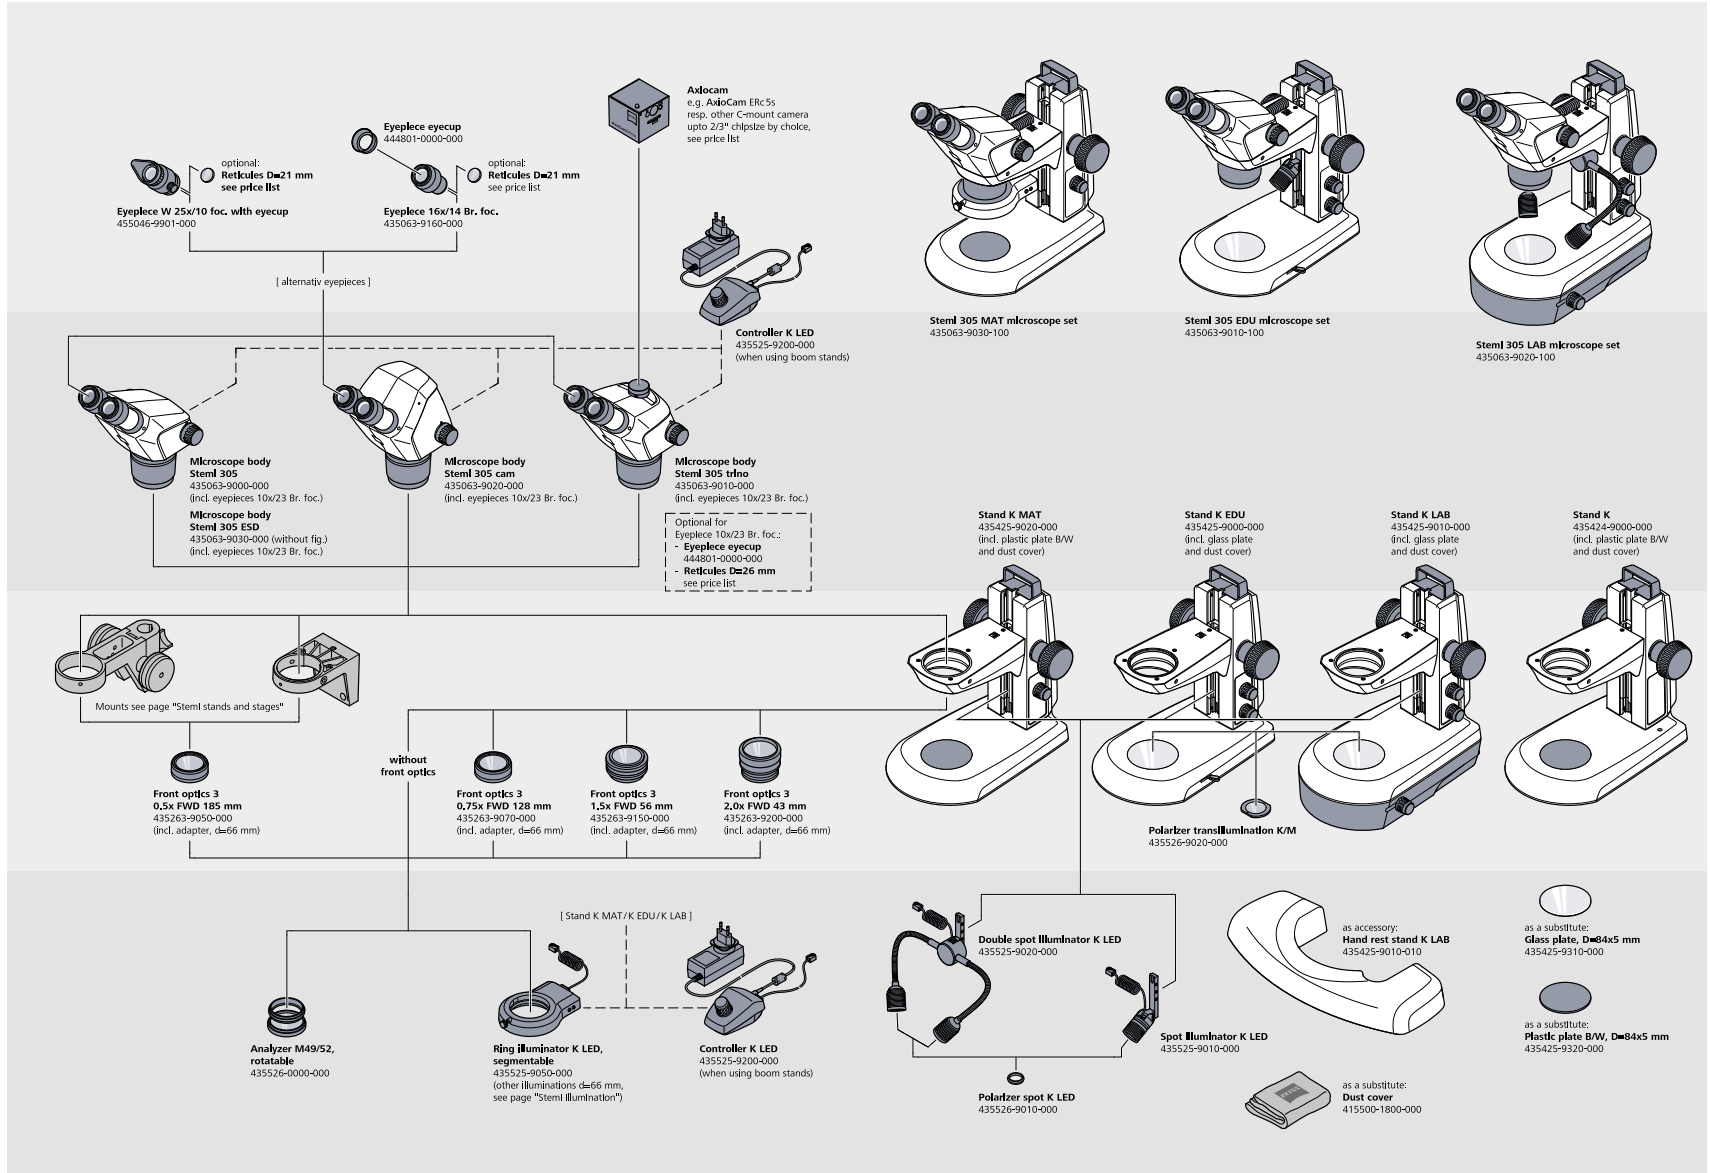 Axiocam
e.g. AxioCam ERc 5s
resp. other C-mount camera
upto 2/3" chipsize by choice,
see price list
Eyepiece eyecup
444801-0000-000
optional:
Reticules D=21 mm
see price list
optional:
Reticules D=21 mm
see price list
Eyepiece W 25x/10 foc. with eyecup
455046-9901-000
Eyepiece 16x/14 Br. foc.
435063-9160-000
[ alternativ eyepieces ]
Controller K LED
435525-9200-000
(when using boom stands)
Stemi 305 MAT microscope set
435063-9030-100
Stemi 305 EDU microscope set
435063-9010-100
Stemi 305 LAB microscope set
435063-9020-100
Microscope body
Stemi 305
435063-9000-000
(incl. eyepieces 10x/23 Br. foc.)
Microscope body
Stemi 305 ESD
435063-9030-000 (without fig.)
(incl. eyepieces 10x/23 Br. foc.)
Microscope body
Stemi 305 cam
435063-9020-000
(incl. eyepieces 10x/23 Br. foc.)
Microscope body
Stemi 305 trino
435063-9010-000
(incl. eyepieces 10x/23 Br. foc.)
Optional for
Eyepiece 10x/23 Br. foc.:
- Eyepiece eyecup
444801-0000-000
- Reticules D=26 mm
see price list
Stand K MAT
435425-9020-000
(incl. plastic plate B/W
and dust cover)
Stand K EDU
435425-9000-000
(incl. glass plate
and dust cover)
Stand K LAB
435425-9010-000
(incl. glass plate
and dust cover)
Stand K
435424-9000-000
(incl. plastic plate B/W
and dust cover)
Mounts see page "Stemi stands and stages"
without
front optics
Front optics 3
0.5x FWD 185 mm
435263-9050-000
(incl. adapter, d=66 mm)
Front optics 3
0.75x FWD 128 mm
435263-9070-000
(incl. adapter, d=66 mm)
Front optics 3
1.5x FWD 56 mm
435263-9150-000
(incl. adapter, d=66 mm)
Front optics 3
2.0x FWD 43 mm
435263-9200-000
(incl. adapter, d=66 mm)
Polarizer transillumination K/M
435526-9020-000
[ Stand K MAT / K EDU / K LAB ]
Analyzer M49/52,
rotatable
435526-0000-000
Ring illuminator K LED,
segmentable
435525-9050-000
(other illuminations d=66 mm,
see page "Stemi Illumination")
Controller K LED
435525-9200-000
(when using boom stands)
Double spot Illuminator K LED
435525-9020-000
Spot Illuminator K LED
435525-9010-000
Polarizer spot K LED
435526-9010-000
as accessory:
Hand rest stand K LAB
435425-9010-010
as a substitute:
Glass plate, D=84x5 mm
435425-9310-000
as a substitute:
Plastic plate B/W, D=84x5 mm
435425-9320-000
as a substitute:
Dust cover
415500-1800-000